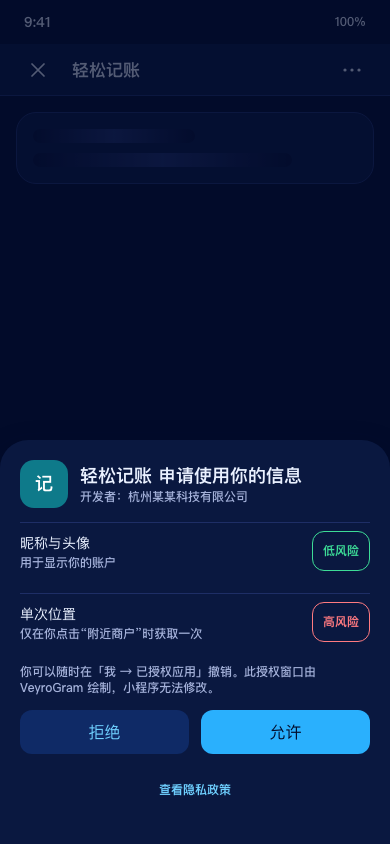 9:41
100%
轻松记账
记
轻松记账 申请使用你的信息
开发者：杭州某某科技有限公司
昵称与头像
用于显示你的账户
低风险
单次位置
仅在你点击“附近商户”时获取一次
高风险
你可以随时在「我 → 已授权应用」撤销。此授权窗口由
VeyroGram 绘制，小程序无法修改。
拒绝
允许
查看隐私政策